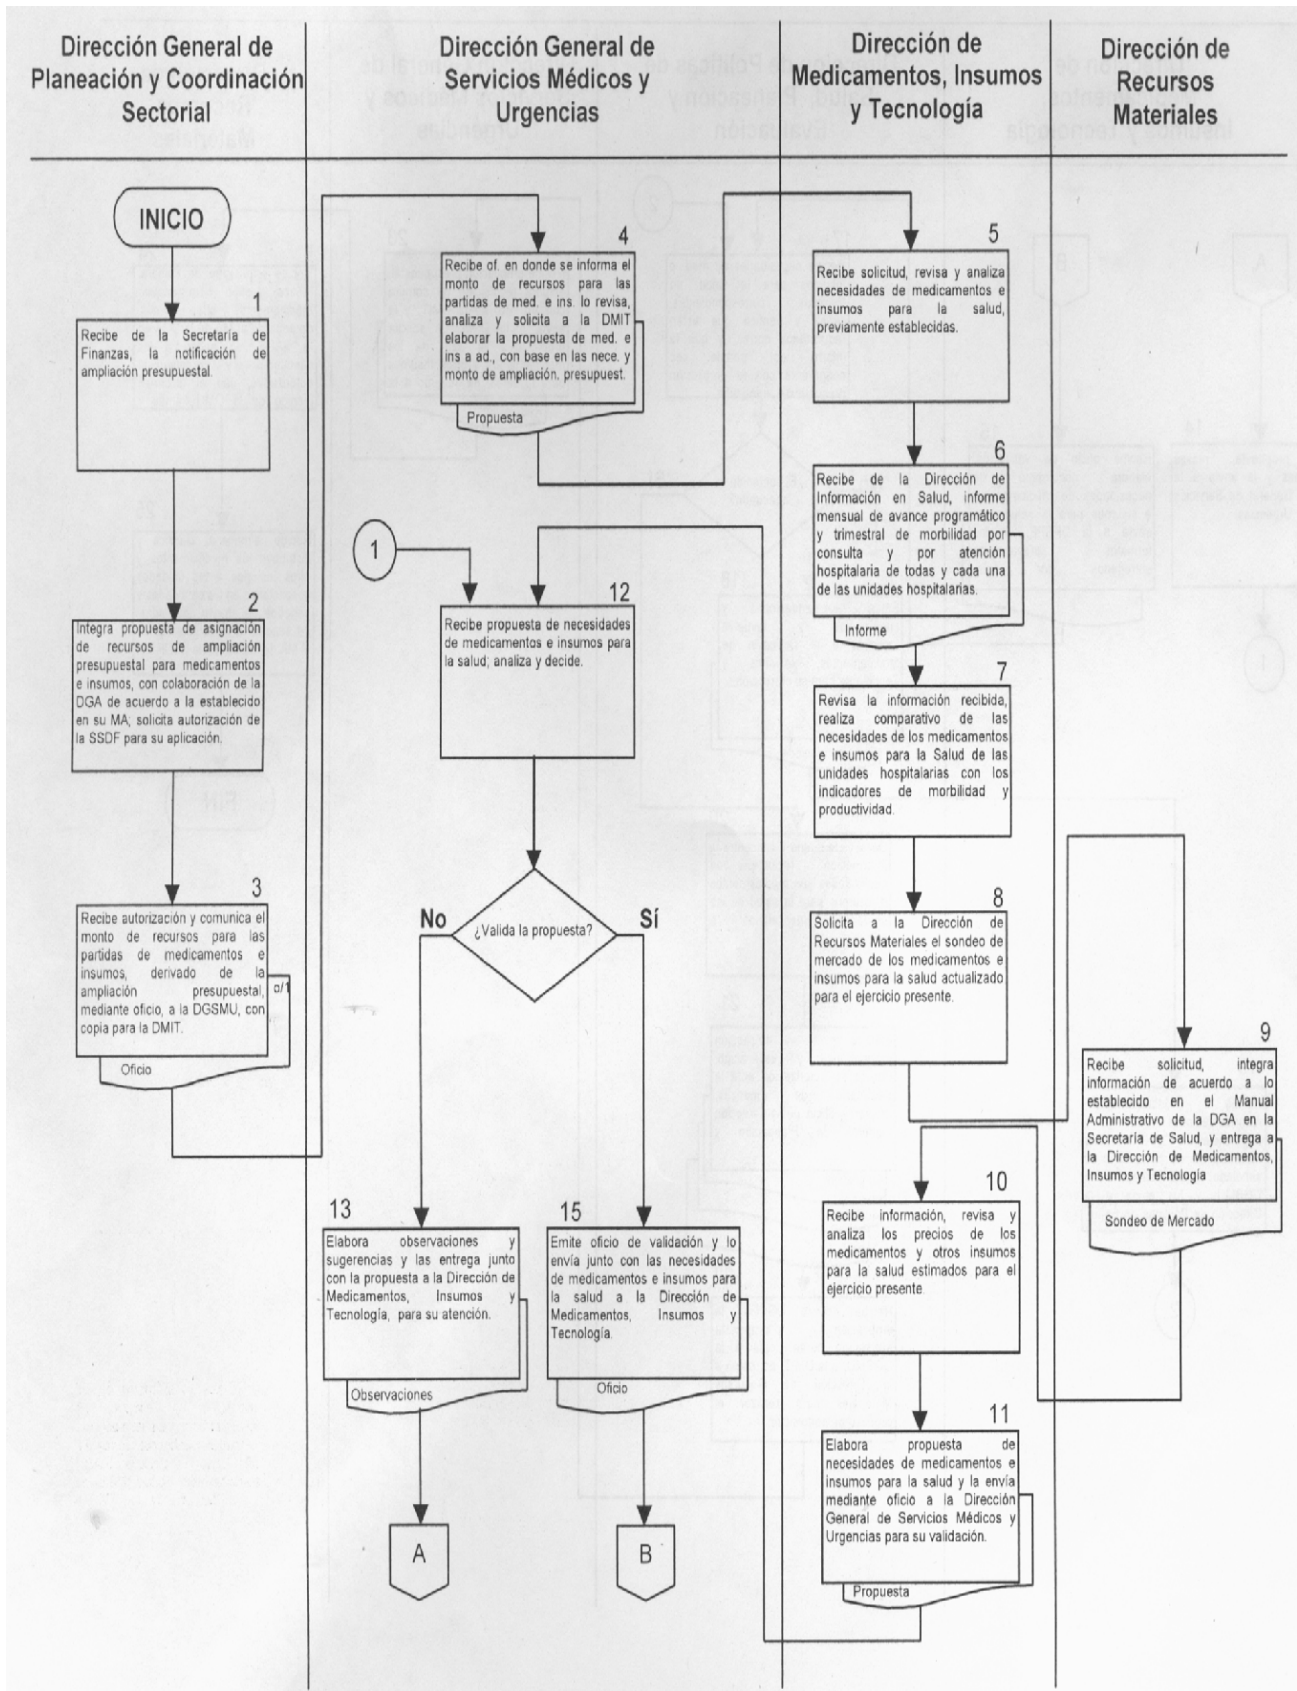 Dirección General de
Planeación y Coordinación
Sectorial
Dirección General de
Servicios Médicos y
Urgencias
Dirección de
Medicamentos, Insumos
y Tecnología
Dirección de
Recursos
Materiales
INICIO
1
Recibe de la Secretaría de
Finanzas, la notificación de
ampliación presupuestal.
2
Integra propuesta de asignación
de recursos de ampliación
presupuestal para medicamentos
e insumos, con colaboración de la
DGA de acuerdo a la establecido
en su MA, solicita autorización de
la SSDF para su aplicación.
3
Recibe autorización y comunica el
monto de recursos para las
partidas de medicamentos e
insumos, derivado de la
ampliación presupuestal,
mediante oficio, a la DGSMU, con
copia para la DMIT.
o/1
Oficio
4
Recibe of. en donde se informa el
monto de recursos para las
partidas de med. e ins. lo revisa,
analiza y solicita a la DMIT
elaborar la propuesta de med. e
ins a ad., con base en las nece. y
monto de ampliación. presupuest.
Propuesta
1
12
Recibe propuesta de necesidades
de medicamentos e insumos para
la salud; analiza y decide.
¿Valida la propuesta?
No
Sí
13
Elabora observaciones y
sugerencias y las entrega junto
con la propuesta a la Dirección de
Medicamentos, Insumos y
Tecnología, para su atención.
Observaciones
A
15
Emite oficio de validación y lo
envía junto con las necesidades
de medicamentos e insumos para
la salud a la Dirección de
Medicamentos, Insumos y
Tecnología.
Oficio
B
5
Recibe solicitud, revisa y analiza
necesidades de medicamentos e
insumos para la salud,
previamente establecidas.
6
Recibe de la Dirección de
Información en Salud, informe
mensual de avance programático
y trimestral de morbilidad por
consulta y por atención
hospitalaria de todas y cada una
de las unidades hospitalarias.
Informe
7
Revisa la información recibida,
realiza comparativo de las
necesidades de los medicamentos
e insumos para la Salud de las
unidades hospitalarias con los
indicadores de morbilidad y
productividad.
8
Solicita a la Dirección de
Recursos Materiales el sondeo de
mercado de los medicamentos e
insumos para la salud actualizado
para el ejercicio presente.
9
Recibe solicitud, integra
información de acuerdo a lo
establecido en el Manual
Administrativo de la DGA en la
Secretaría de Salud, y entrega a
la Dirección de Medicamentos,
Insumos y Tecnología
Sondeo de Mercado
10
Recibe información, revisa y
analiza los precios de los
medicamentos y otros insumos
para la salud estimados para el
ejercicio presente.
11
Elabora propuesta de
necesidades de medicamentos e
insumos para la salud y la envía
mediante oficio a la Dirección
General de Servicios Médicos y
Urgencias para su validación.
Propuesta